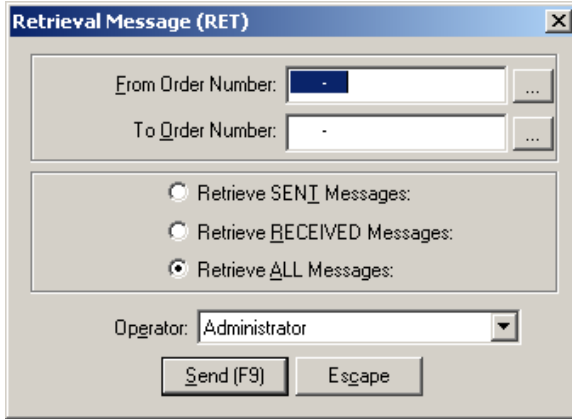 Retrieval Message (RET)
From Order Number: -
...
To Order Number: -
...
Retrieve SENT Messages:
Retrieve RECEIVED Messages:
Retrieve ALL Messages:
Operator: Administrator
Send (F9) Escape